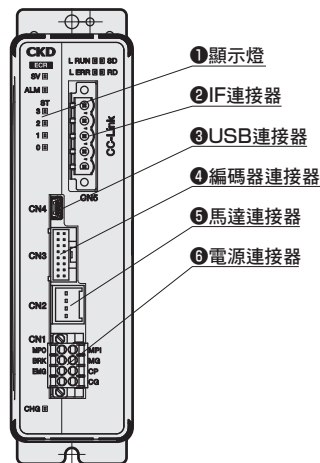 CKD
ECR
L RUN SD
L ERR RD
SV
ALM
ST
3
2
1
0
CC-Link
CN5
CN4
CN3
CN2
CN1
MPO MPI
BRK MG
EMG CP
CG
CHG
❶顯示燈
❷IF連接器
❸USB連接器
❹編碼器連接器
❺馬達連接器
❻電源連接器